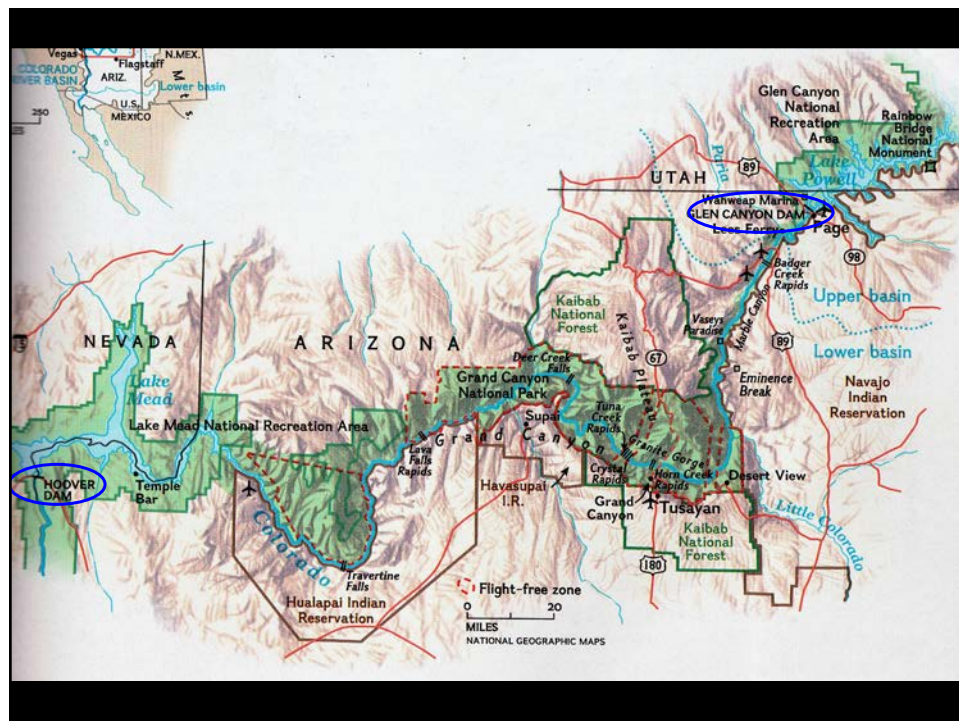 Vegas
Flagstaff
N.MEX.
COLORADO
RIVER BASIN
ARIZ.
Mts.
Lower basin
U.S.
MEXICO
250
Glen Canyon
National
Recreation
Area
Rainbow
Bridge
National
Monument
Paria
89
Lake
Powell
UTAH
Wahweap Marina
GLEN CANYON DAM
Lees Ferry
Page
98
Badger
Creek
Rapids
Upper basin
Kaibab
National
Forest
Vaseys
Paradise
Marble Canyon
NEVADA
ARIZONA
Kaibab Plateau
67
89
Lower basin
Deer Creek
Falls
Lake
Mead
Grand Canyon
National Park
Eminence
Break
Navajo
Indian
Reservation
Tuna
Creek
Rapids
Supai
Lake Mead National Recreation Area
Grand Canyon
Lava
Falls
Rapids
Granite Gorge
HOOVER
DAM
Temple
Bar
Havasupai
I.R.
Crystal
Rapids
Horn Creek
Rapids
Desert View
Grand
Canyon
Tusayan
Little Colorado
Colorado
Kaibab
National
Forest
180
Travertine
Falls
Flight-free zone
Hualapai Indian
Reservation
0 20
MILES
NATIONAL GEOGRAPHIC MAPS